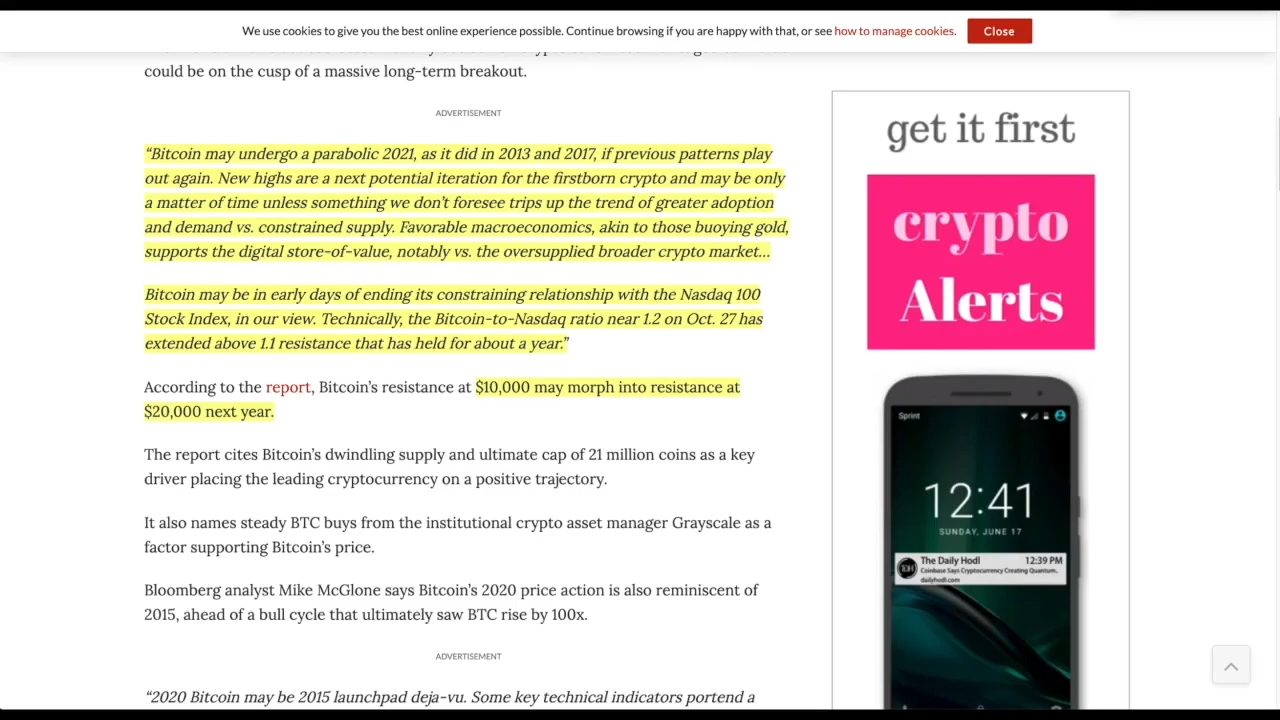 We use cookies to give you the best online experience possible. Continue browsing if you are happy with that, or see how to manage cookies.
Close
could be on the cusp of a massive long-term breakout.
ADVERTISEMENT
“Bitcoin may undergo a parabolic 2021, as it did in 2013 and 2017, if previous patterns play
out again. New highs are a next potential iteration for the firstborn crypto and may be only
a matter of time unless something we don’t foresee trips up the trend of greater adoption
and demand vs. constrained supply. Favorable macroeconomics, akin to those buoying gold,
supports the digital store-of-value, notably vs. the oversupplied broader crypto market…
Bitcoin may be in early days of ending its constraining relationship with the Nasdaq 100
Stock Index, in our view. Technically, the Bitcoin-to-Nasdaq ratio near 1.2 on Oct. 27 has
extended above 1.1 resistance that has held for about a year.”
According to the report, Bitcoin’s resistance at $10,000 may morph into resistance at
$20,000 next year.
The report cites Bitcoin’s dwindling supply and ultimate cap of 21 million coins as a key
driver placing the leading cryptocurrency on a positive trajectory.
It also names steady BTC buys from the institutional crypto asset manager Grayscale as a
factor supporting Bitcoin’s price.
Bloomberg analyst Mike McGlone says Bitcoin’s 2020 price action is also reminiscent of
2015, ahead of a bull cycle that ultimately saw BTC rise by 100x.
ADVERTISEMENT
“2020 Bitcoin may be 2015 launchpad deja-vu. Some key technical indicators portend a
get it first
crypto
Alerts
Sprint
12:41
SUNDAY, JUNE 17
The Daily Hodl 12:39 PM
Coinbase Says Cryptocurrency Creating Quantum..
dailyhodl.com